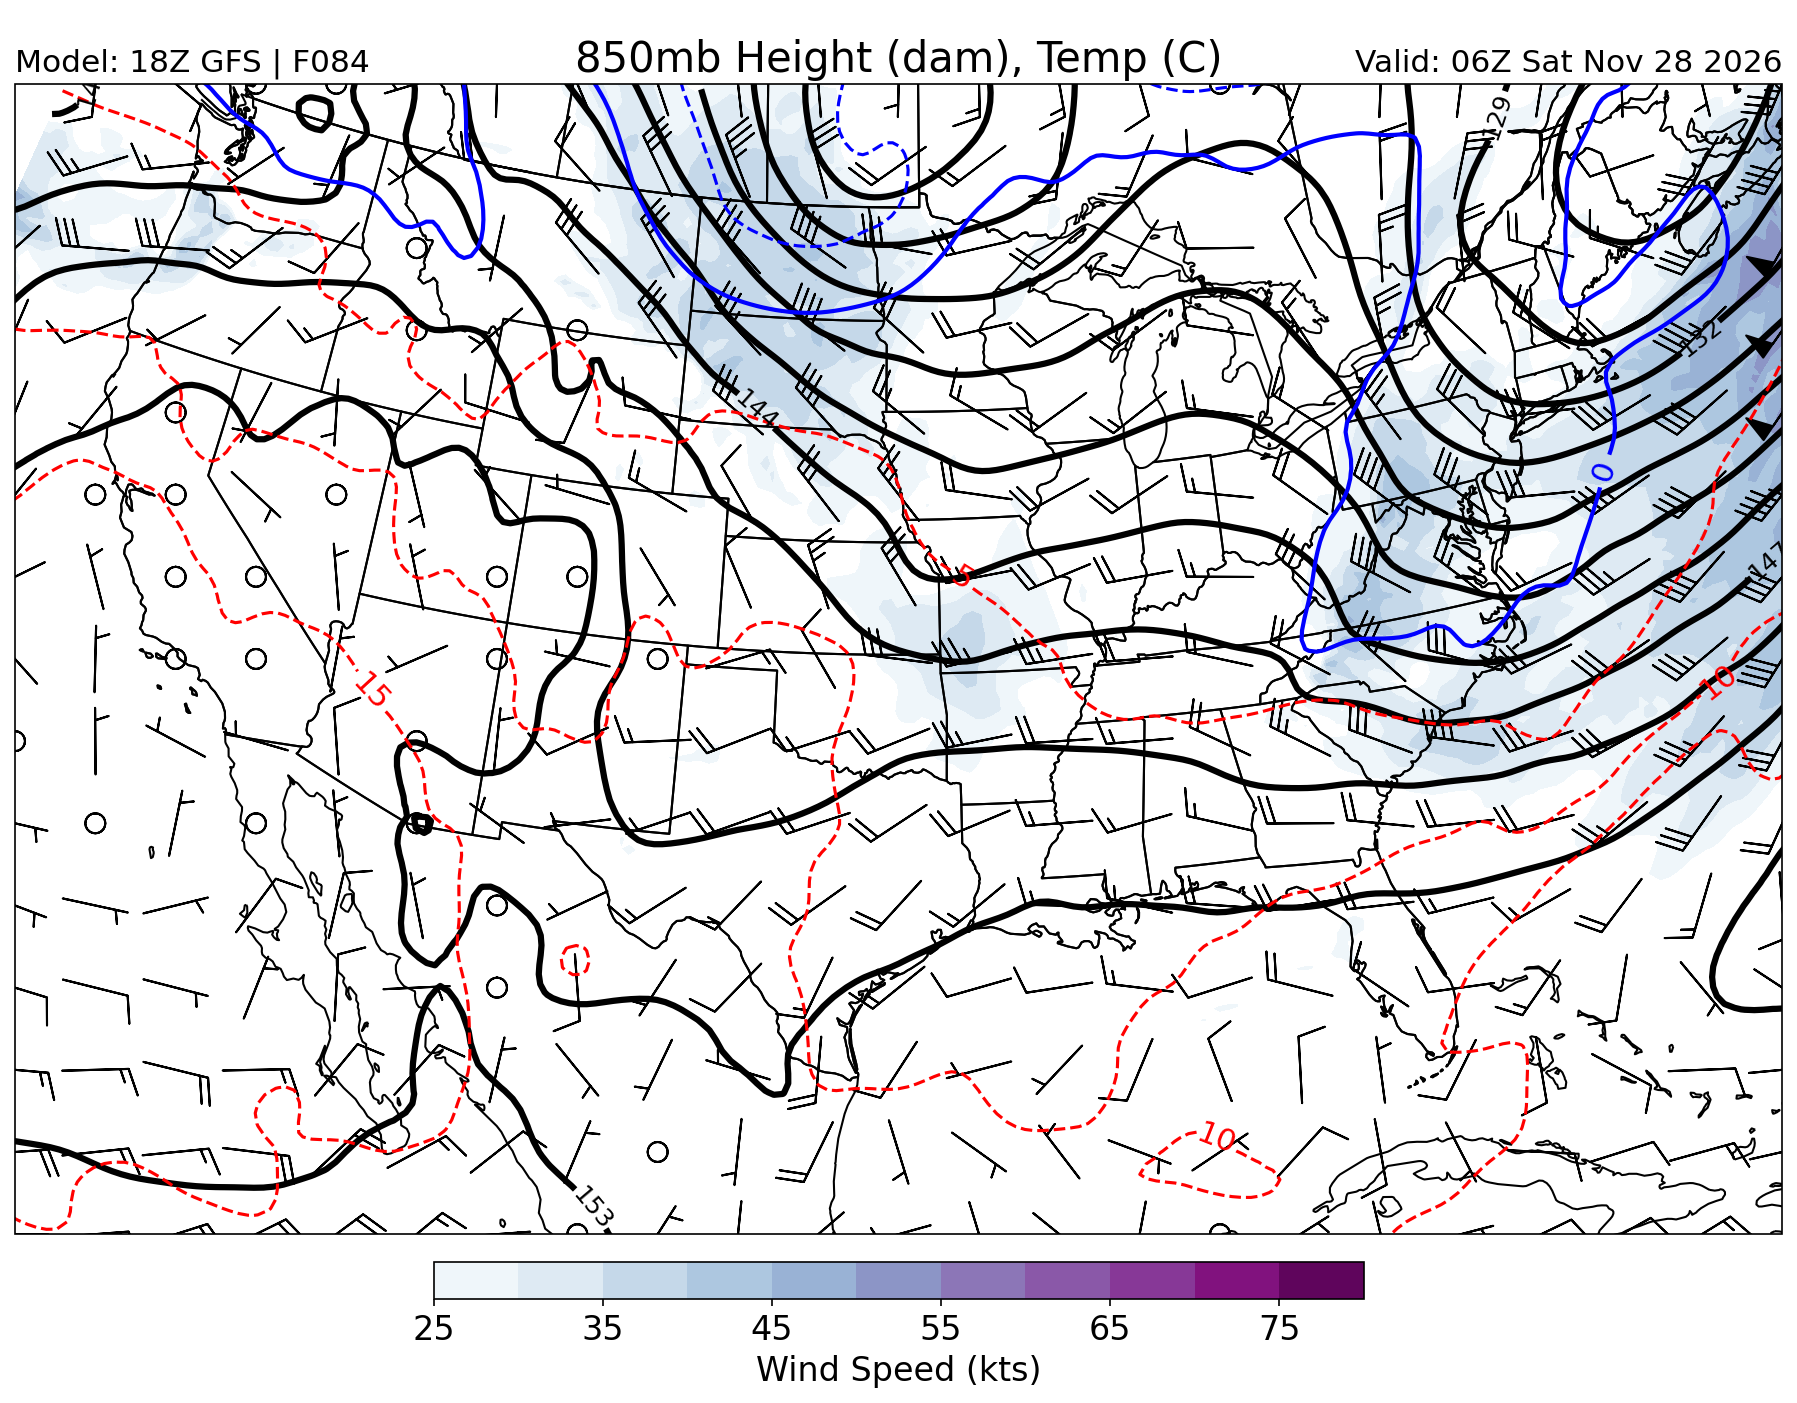 850mb Height (dam), Temp (C)
Model: 18Z GFS | F084
Valid: 06Z Sat Nov 28 2026
129
132
144
0
147
5
15
10
10
153
25 35 45 55 65 75
Wind Speed (kts)